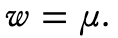 w = μ.